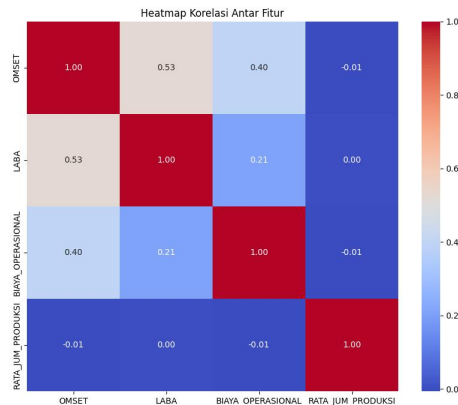 Heatmap Korelasi Antar Fitur
OMSET
1.00
0.53
0.40
-0.01
LABA
0.53
1.00
0.21
0.00
BIAYA_OPERASIONAL
0.40
0.21
1.00
-0.01
RATA_JUM_PRODUKSI
-0.01
0.00
-0.01
1.00
OMSET
LABA
BIAYA_OPERASIONAL
RATA_JUM_PRODUKSI
1.0
0.8
0.6
0.4
0.2
0.0